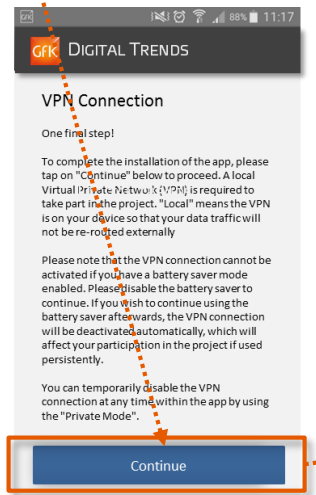 GfK 88% 11:17
GfK DIGITAL TRENDS
VPN Connection
One final step!
To complete the installation of the app, please
tap on "Continue" below to proceed. A local
Virtual Private Network (VPN) is required to
take part in the project. "Local" means the VPN
is on your device so that your data traffic will
not be re-routed externally
Please note that the VPN connection cannot be
activated if you have a battery saver mode
enabled. Please disable the battery saver to
continue. If you wish to continue using the
battery saver afterwards, the VPN connection
will be deactivated automatically, which will
affect your participation in the project if used
persistently.
You can temporarily disable the VPN
connection at any time within the app by using
the "Private Mode".
Continue